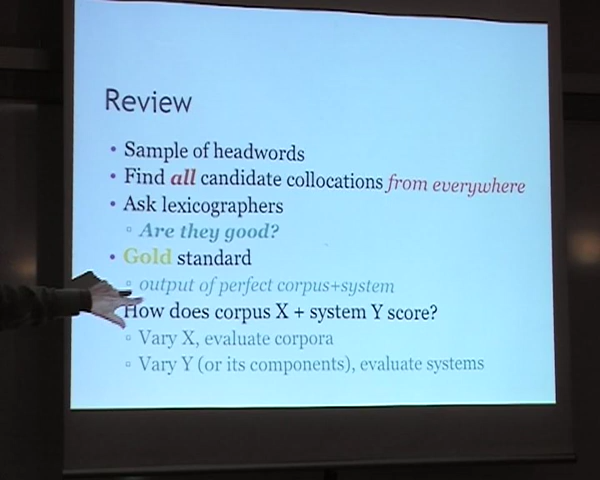 Review
• Sample of headwords
• Find all candidate collocations from everywhere
• Ask lexicographers
▫ Are they good?
• Gold standard
▫ output of perfect corpus+system
How does corpus X + system Y score?
▫ Vary X, evaluate corpora
▫ Vary Y (or its components), evaluate systems